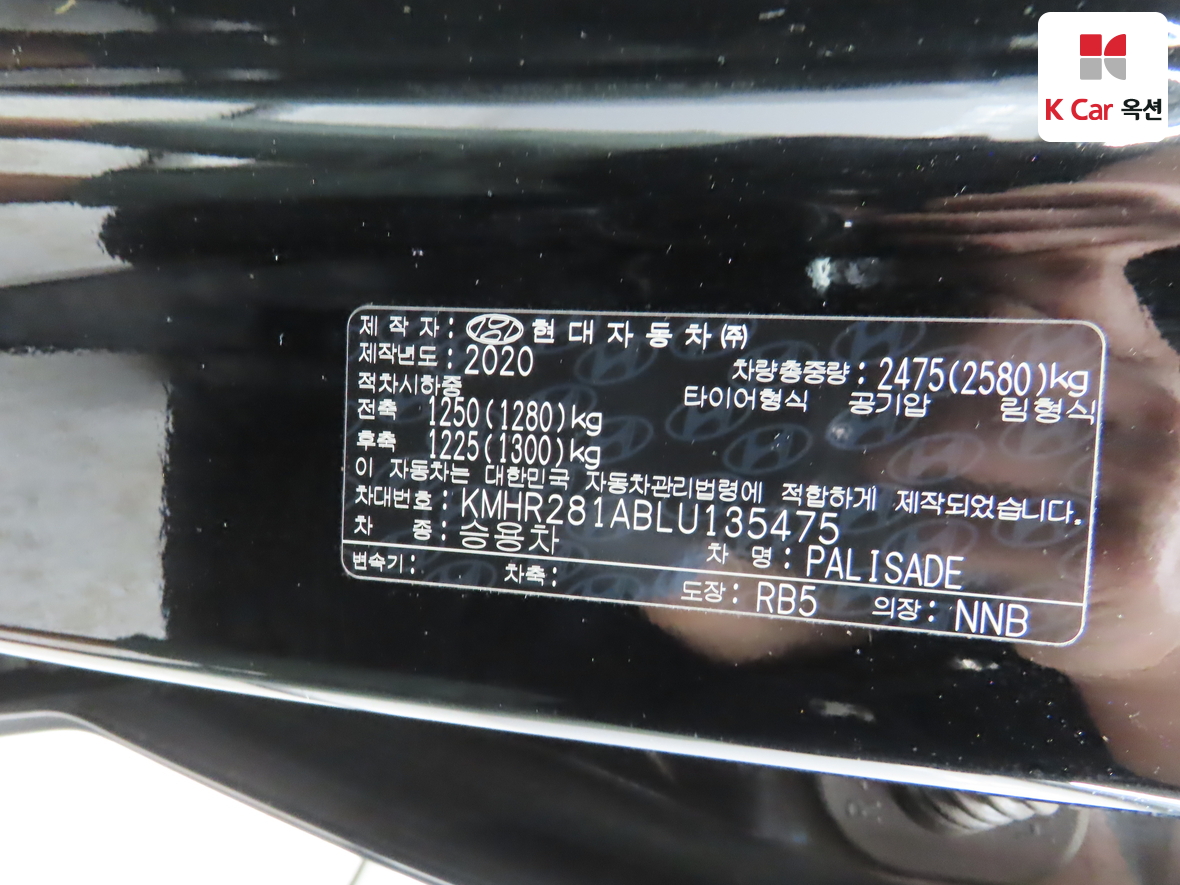 K Car 옥션
제 작 자 : 현 대 자 동 차 ㈜
제작년도 : 2020 차량총중량 : 2475(2580)kg
적차시하중 타이어형식 공기압 림형식
전축 1250(1280)kg
후축 1225(1300)kg
이 자동차는 대한민국 자동차관리법령에 적합하게 제작되었습니다.
차대번호 : KMHR281ABLU135475
차 종 : 승용차 차 명 : PALISADE
변속기 : 차축 : 도장 : RB5 의장 : NNB